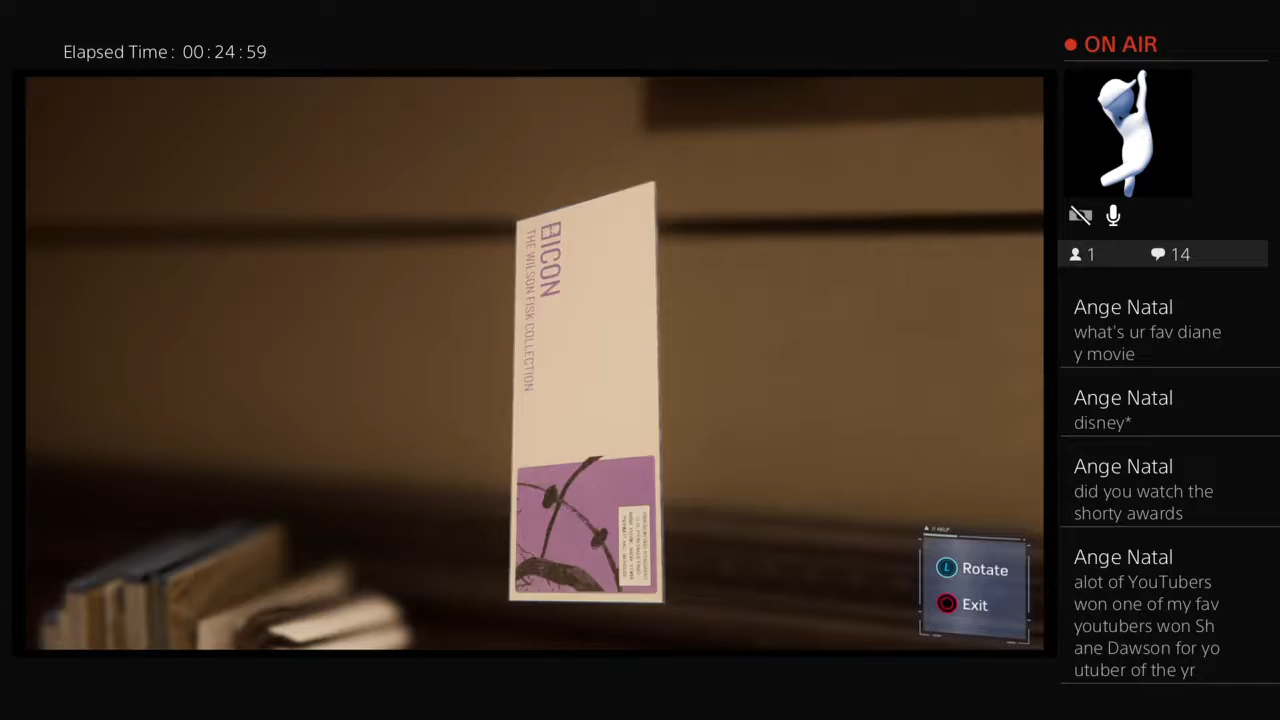 Elapsed Time: 00:24:59
ON AIR
1
14
Ange Natal
what's ur fav diane
y movie
Ange Natal
disney*
Ange Natal
did you watch the
shorty awards
Ange Natal
alot of YouTubers
won one of my fav
youtubers won Sh
ane Dawson for yo
utuber of the yr
ICON
THE WILSON FISK COLLECTION
HELP
L Rotate
Exit